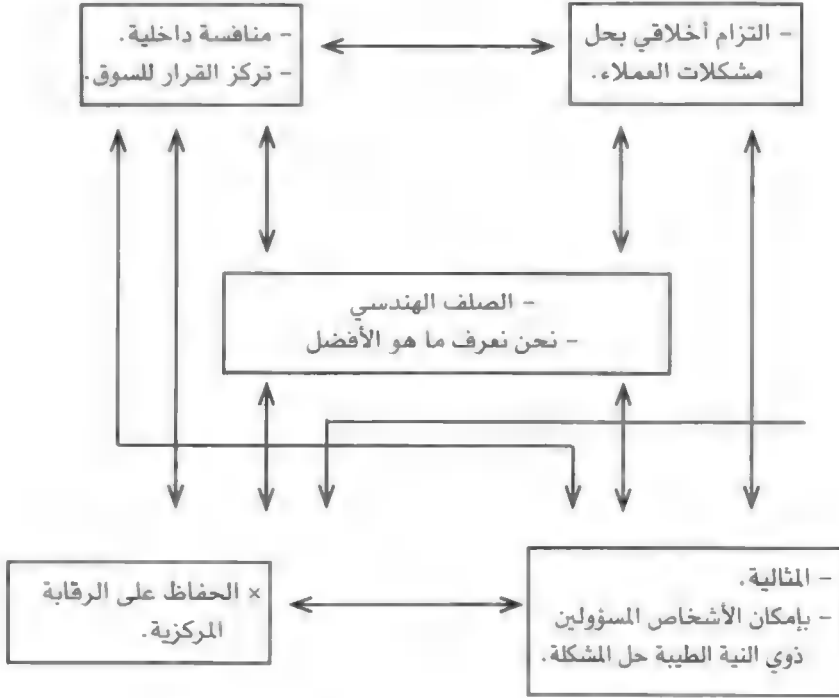 - التزام أخلاقي بحل
مشكلات العملاء.
- منافسة داخلية.
- تركز القرار للسوق.
- الصلف الهندسي
- نحن نعرف ما هو الأفضل
- المثالية.
- بإمكان الأشخاص المسؤولين
ذوي النية الطيبة حل المشكلة.
× الحفاظ على الرقابة
المركزية.